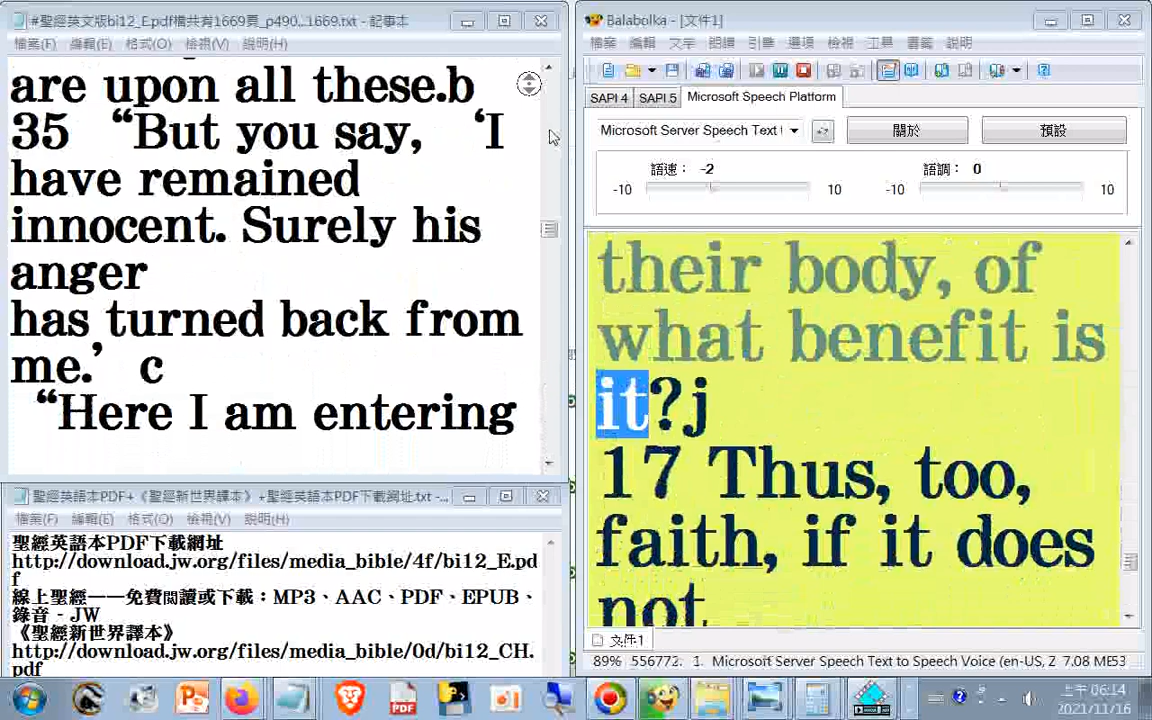 #聖經英文版bi12_E.pdf檔共有1669頁_p490,..1669.txt - 記事本
檔案(F) 編輯(E) 格式(O) 檢視(V) 說明(H)
are upon all these.b
35 “But you say, ‘I
have remained
innocent. Surely his
anger
has turned back from
me.’ c
“Here I am entering
聖經英語本PDF+《聖經新世界譯本》+聖經英語本PDF下載網址.txt - ...
檔案(F) 編輯(E) 格式(O) 檢視(V) 說明(H)
聖經英語本PDF下載網址
http://download.jw.org/files/media_bible/4f/bi12_E.pd
f
線上聖經——免費閱讀或下載：MP3、AAC、PDF、EPUB、
錄音 - JW
《聖經新世界譯本》
http://download.jw.org/files/media_bible/0d/bi12_CH.
pdf
Balabolka - [文件1]
檔案 編輯 文字 朗讀 引擎 選項 檢視 工具 書籤 說明
SAPI 4 SAPI 5 Microsoft Speech Platform
Microsoft Server Speech Text 關於 預設
語速： -2 語調： 0
-10 10 -10 10
their body, of
what benefit is
it?j
17 Thus, too,
faith, if it does
not
文件1
89% 556772. 1. Microsoft Server Speech Text to Speech Voice (en-US, Z 7.08 ME53
上午 06:14
2021/11/16